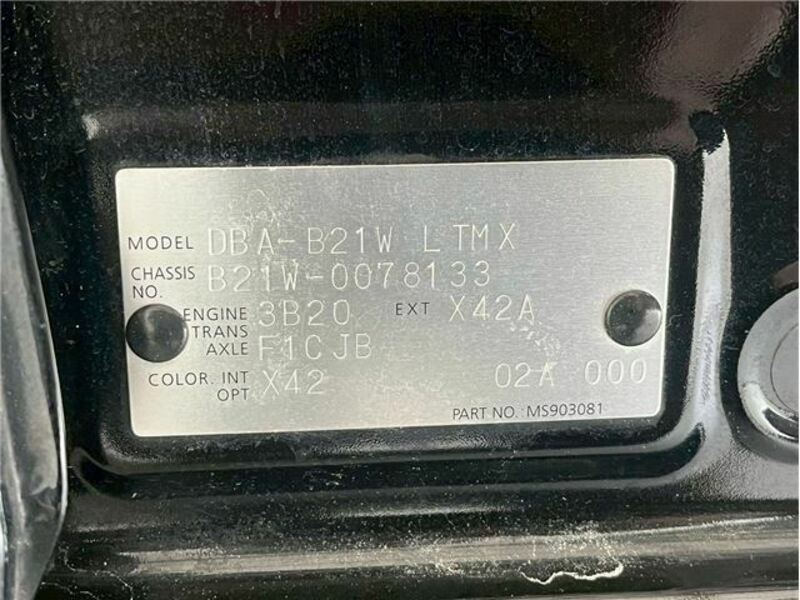 MODEL DBA-B21W LTMX
CHASSIS NO. B21W-0078133
ENGINE 3B20 EXT X42A
TRANS AXLE F1CJB
COLOR. INT X42 02A 000
OPT
PART NO.: MS903081